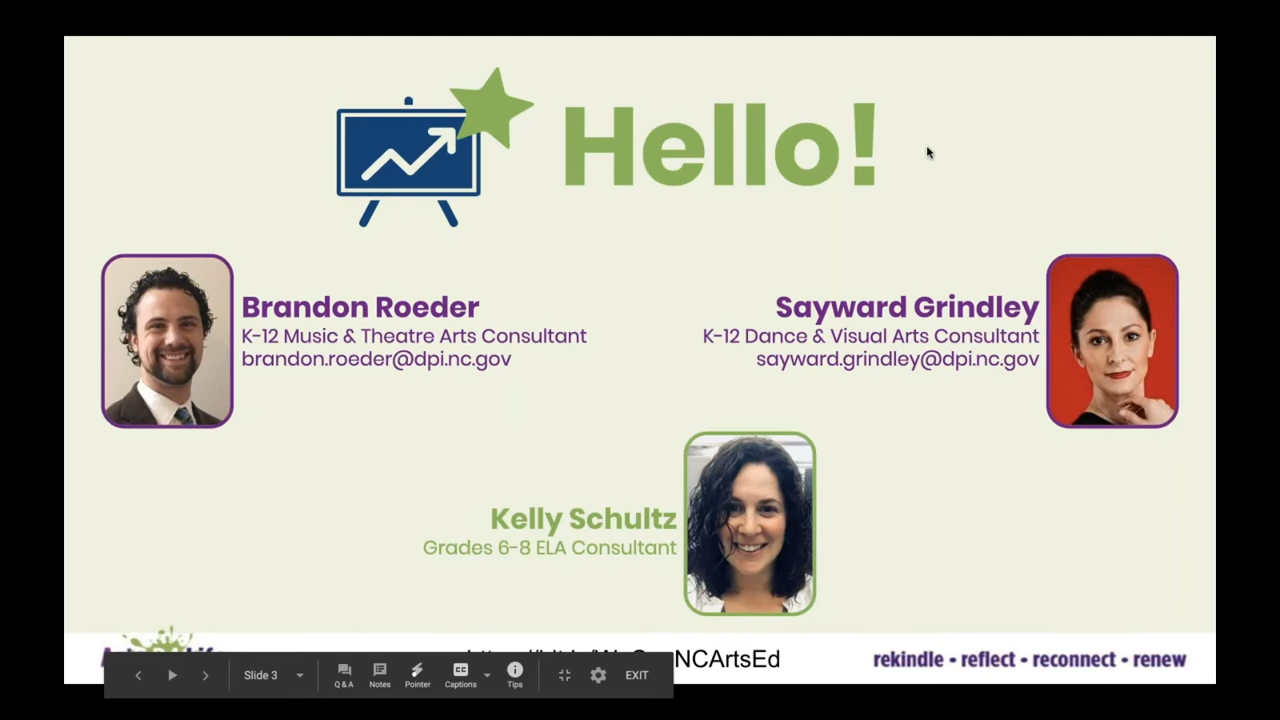 Hello!
Brandon Roeder
K-12 Music & Theatre Arts Consultant
brandon.roeder@dpi.nc.gov
Sayward Grindley
K-12 Dance & Visual Arts Consultant
sayward.grindley@dpi.nc.gov
Kelly Schultz
Grades 6-8 ELA Consultant
NCArtsEd
rekindle • reflect • reconnect • renew
Slide 3
Q & A
Notes
Pointer
CC
Captions
Tips
EXIT